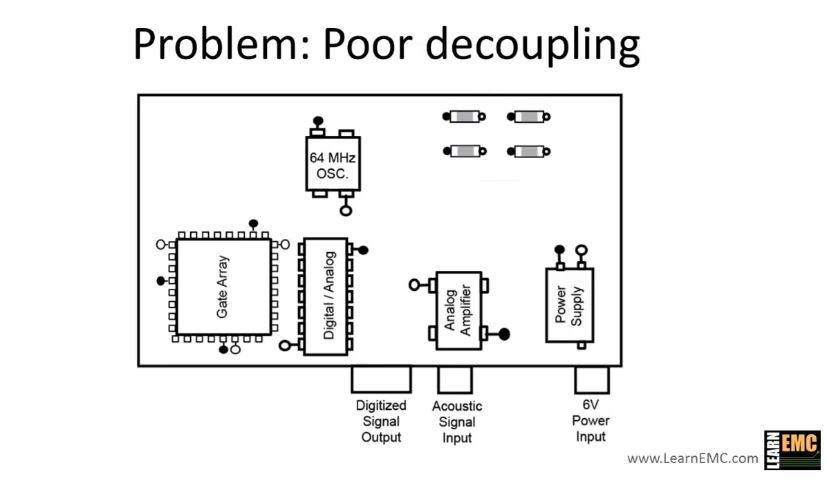 Problem: Poor decoupling
64 MHz
OSC.
Gate Array
Digital / Analog
Analog
Amplifier
Power
Supply
Digitized
Signal
Output
Acoustic
Signal
Input
6V
Power
Input
www.LearnEMC.com
LEARN
EMC